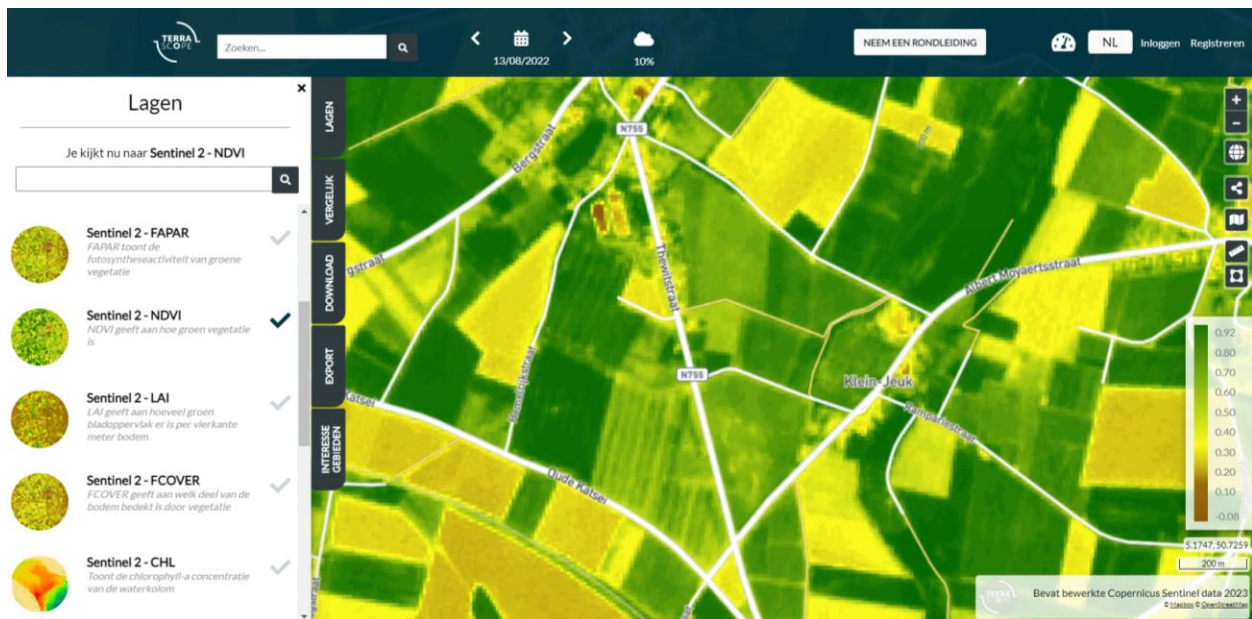 TERRA
SCOPE
Zoeken...
13/08/2022
10%
NEEM EEN RONDLEIDING
NL
Inloggen
Registreren
Lagen
Je kijkt nu naar Sentinel 2 - NDVI
Sentinel 2 - FAPAR
FAPAR toont de
fotosyntheseactiviteit van groene
vegetatie
Sentinel 2 - NDVI
NDVI geeft aan hoe groen vegetatie
is
Sentinel 2 - LAI
LAI geeft aan hoeveel groen
bladoppervlak er is per vierkante
meter bodem
Sentinel 2 - FCOVER
FCOVER geeft aan welk deel van de
bodem bedekt is door vegetatie
Sentinel 2 - CHL
Toont de chlorophyll-a concentratie
van de waterkolom
LAGEN
VERGELIJK
DOWNLOAD
EXPORT
INTERESSE
GEBIEDEN
N755
Bergstraat
Thewitstraat
Albert Moyaertsstraat
N755
Klein-Jeuk
Oude Katsei
0.92
0.80
0.70
0.60
0.50
0.40
0.30
0.20
0.10
-0.08
5.1747, 50.7259
200 m
TERRA
Bevat bewerkte Copernicus Sentinel data 2023
© Mapbox © OpenStreetMap